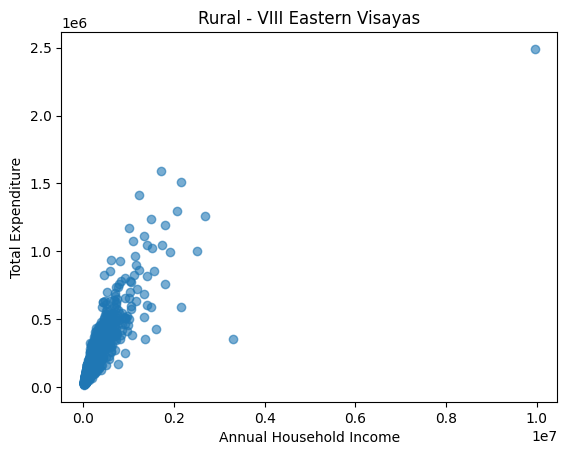 Rural - VIII Eastern Visayas
1e6
2.5
2.0
1.5
1.0
0.5
0.0
Total Expenditure
0.0 0.2 0.4 0.6 0.8 1.0
1e7
Annual Household Income